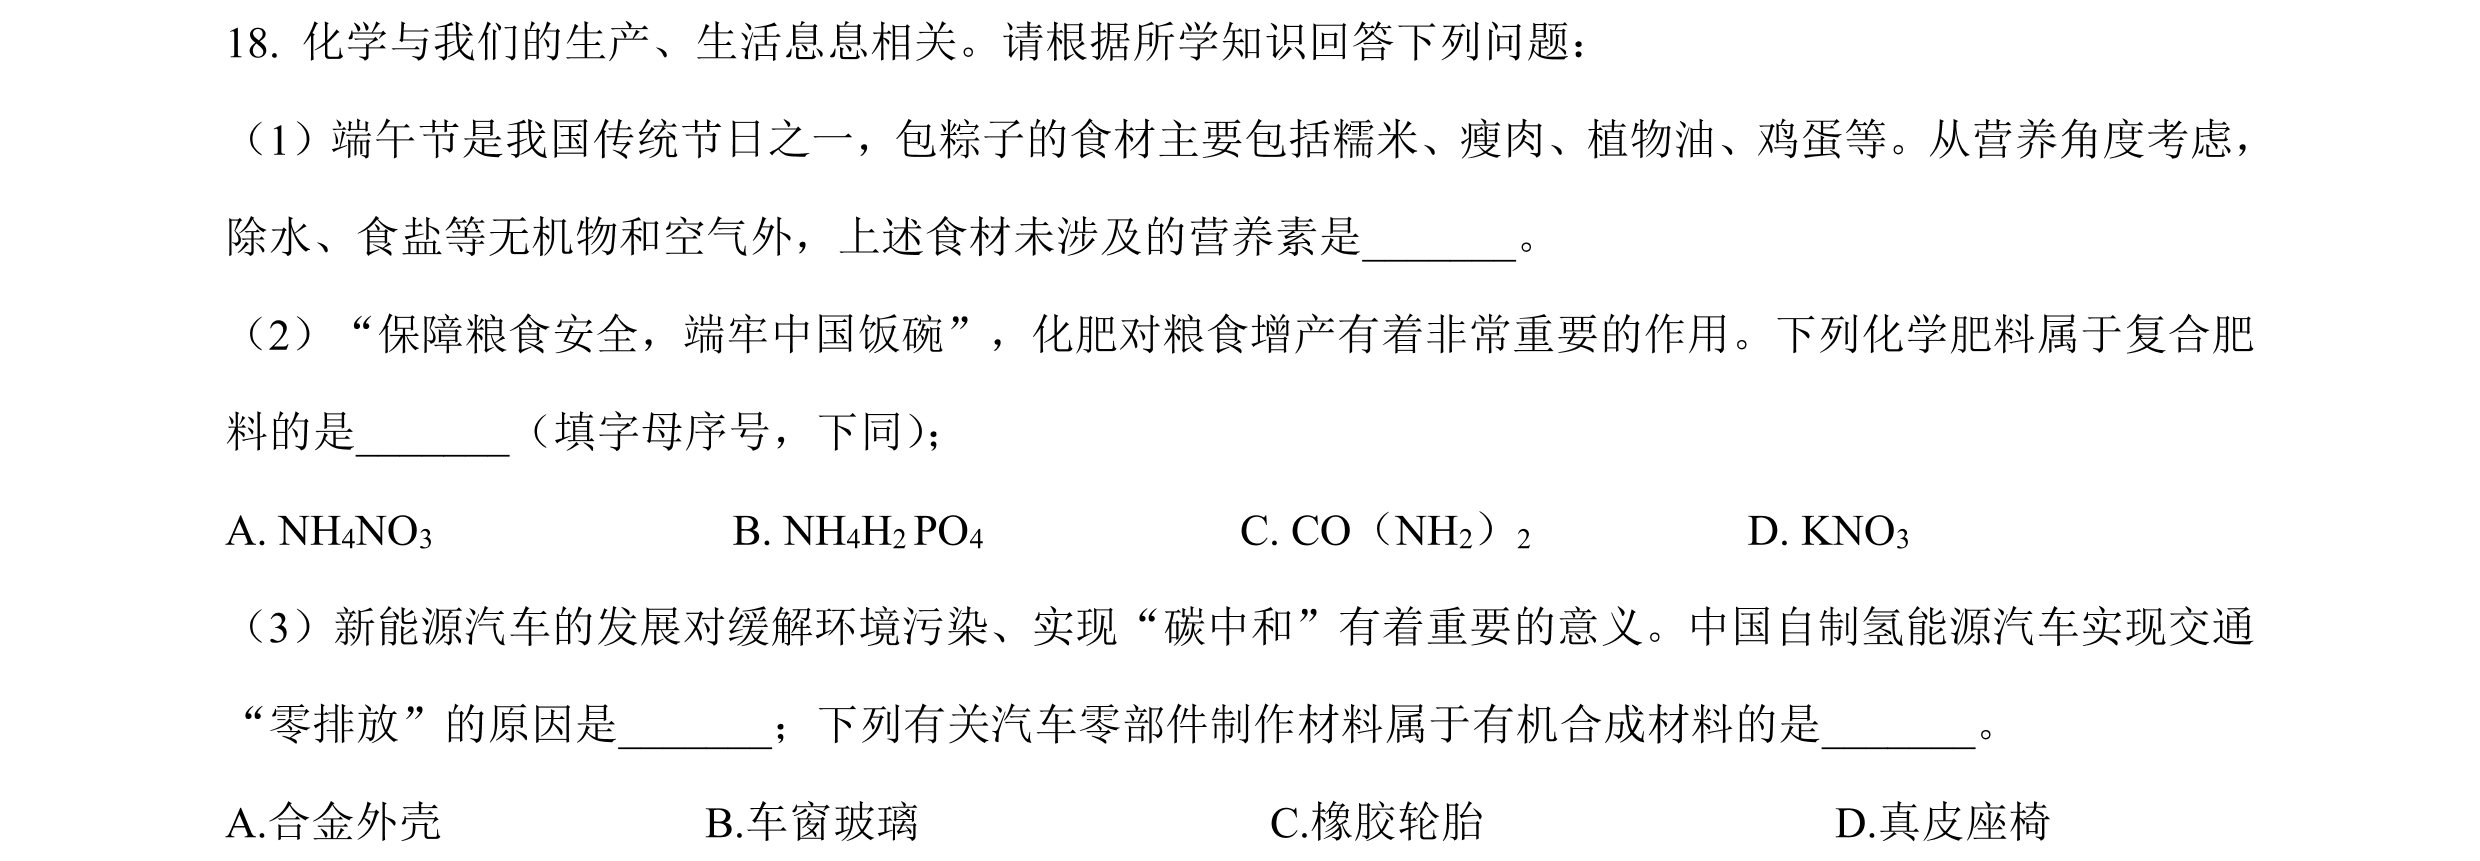 18. 化学与我们的生产、生活息息相关。请根据所学知识回答下列问题：
（1）端午节是我国传统节日之一，包粽子的食材主要包括糯米、瘦肉、植物油、鸡蛋等。从营养角度考虑，
除水、食盐等无机物和空气外，上述食材未涉及的营养素是_______。
（2）“保障粮食安全，端牢中国饭碗”，化肥对粮食增产有着非常重要的作用。下列化学肥料属于复合肥
料的是_______（填字母序号，下同）；
A. NH₄NO₃ B. NH₄H₂PO₄ C. CO（NH₂）₂ D. KNO₃
（3）新能源汽车的发展对缓解环境污染、实现“碳中和”有着重要的意义。中国自制氢能源汽车实现交通
“零排放”的原因是_______；下列有关汽车零部件制作材料属于有机合成材料的是_______。
A.合金外壳 B.车窗玻璃 C.橡胶轮胎 D.真皮座椅